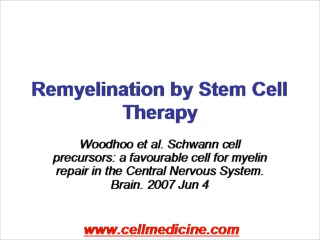 Remyelination by Stem Cell
Therapy
Woodhoo et al. Schwann cell
precursors: a favourable cell for myelin
repair in the Central Nervous System.
Brain. 2007 Jun 4
www.cellmedicine.com